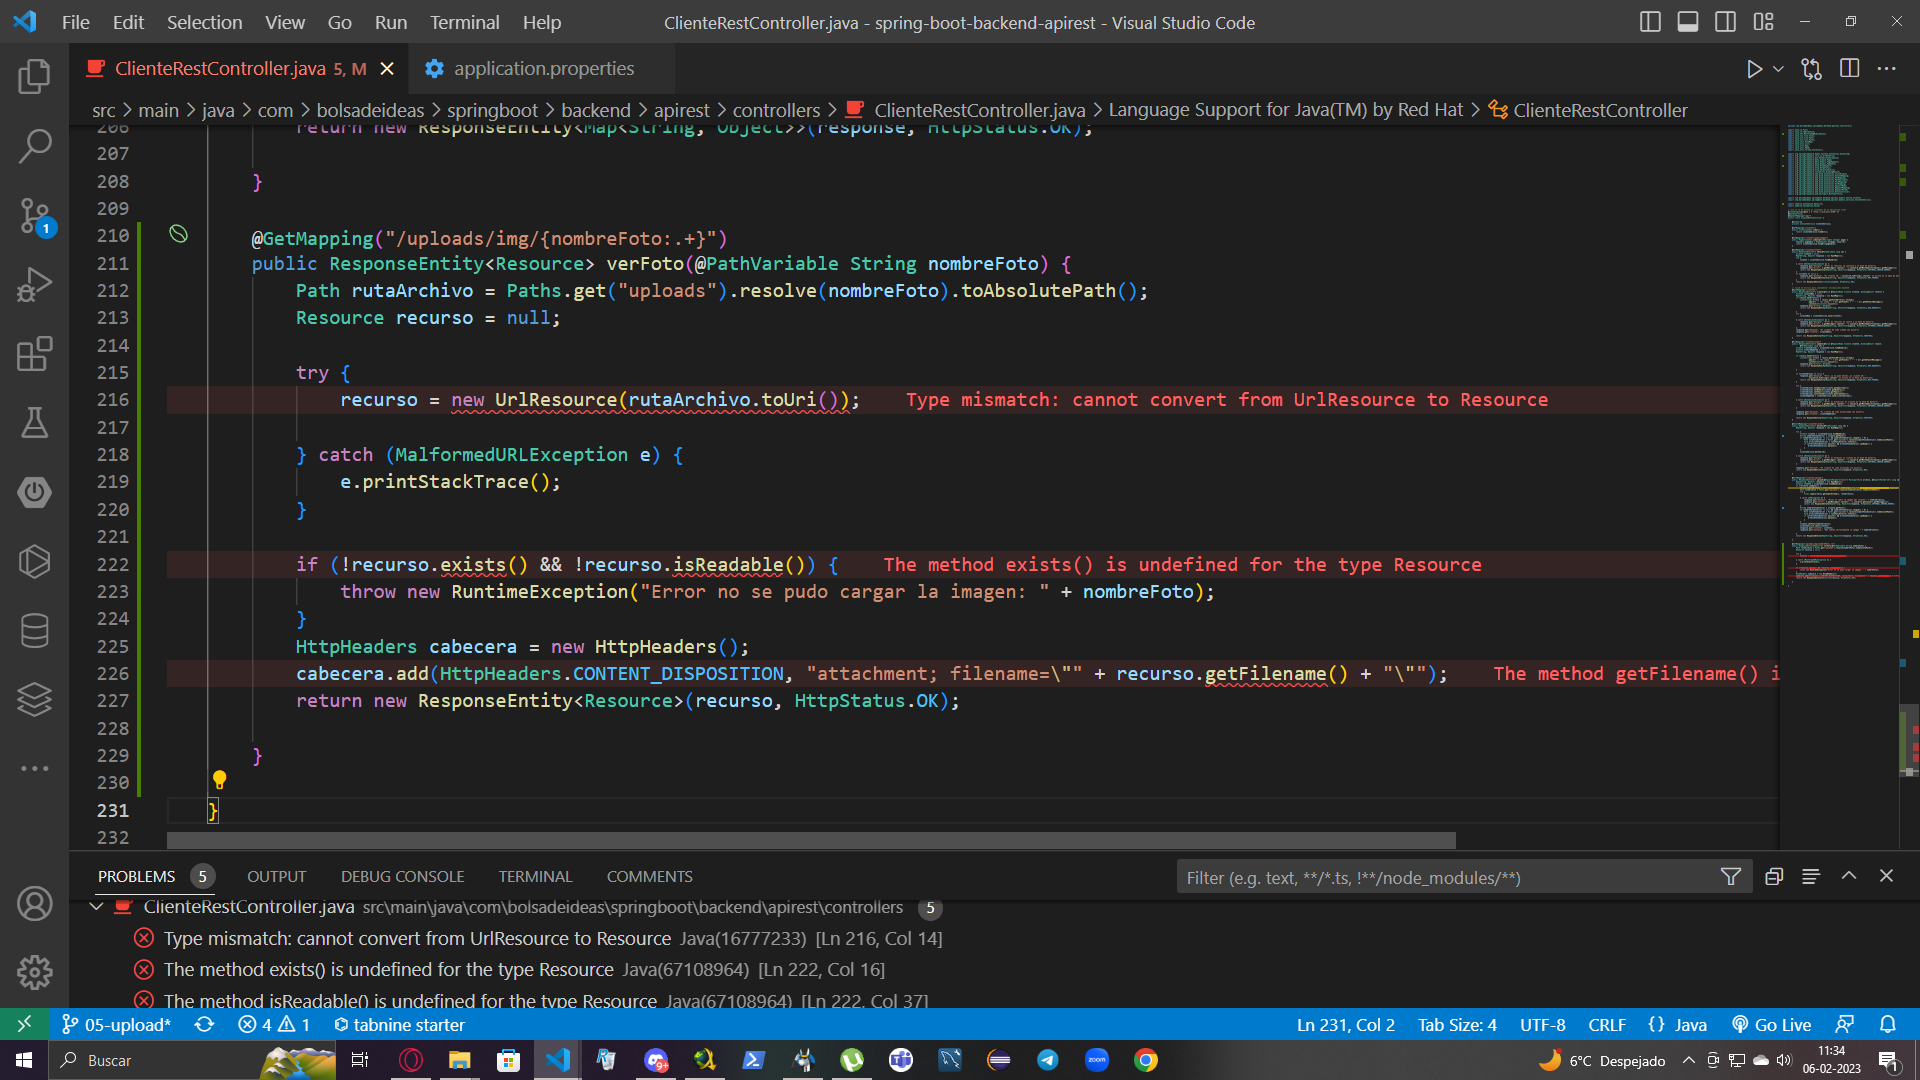 File Edit Selection View Go Run Terminal Help
ClienteRestController.java - spring-boot-backend-apirest - Visual Studio Code
ClienteRestController.java 5, M
application.properties
src > main > java > com > bolsadeideas > springboot > backend > apirest > controllers > ClienteRestController.java > Language Support for Java(TM) by Red Hat > ClienteRestController
206 return new ResponseEntity<Map<String, Object>>(response, HttpStatus.OK);
207
208 }
209
210 @GetMapping("/uploads/img/{nombreFoto:.+}")
211 public ResponseEntity<Resource> verFoto(@PathVariable String nombreFoto) {
212 Path rutaArchivo = Paths.get("uploads").resolve(nombreFoto).toAbsolutePath();
213 Resource recurso = null;
214
215 try {
216 recurso = new UrlResource(rutaArchivo.toUri()); Type mismatch: cannot convert from UrlResource to Resource
217
218 } catch (MalformedURLException e) {
219 e.printStackTrace();
220 }
221
222 if (!recurso.exists() && !recurso.isReadable()) { The method exists() is undefined for the type Resource
223 throw new RuntimeException("Error no se pudo cargar la imagen: " + nombreFoto);
224 }
225 HttpHeaders cabecera = new HttpHeaders();
226 cabecera.add(HttpHeaders.CONTENT_DISPOSITION, "attachment; filename=\"" + recurso.getFilename() + "\""); The method getFilename() i
227 return new ResponseEntity<Resource>(recurso, HttpStatus.OK);
228
229 }
230
231 }
232
PROBLEMS 5 OUTPUT DEBUG CONSOLE TERMINAL COMMENTS
Filter (e.g. text, **/*.ts, !**/node_modules/**)
ClienteRestController.java src\main\java\com\bolsadeideas\springboot\backend\apirest\controllers 5
Type mismatch: cannot convert from UrlResource to Resource Java(16777233) [Ln 216, Col 14]
The method exists() is undefined for the type Resource Java(67108964) [Ln 222, Col 16]
The method isReadable() is undefined for the type Resource Java(67108964) [Ln 222, Col 37]
1
05-upload* 4 1 tabnine starter
Ln 231, Col 2 Tab Size: 4 UTF-8 CRLF {} Java Go Live
Buscar
9+
zoom
6°C Despejado
11:34
06-02-2023
1